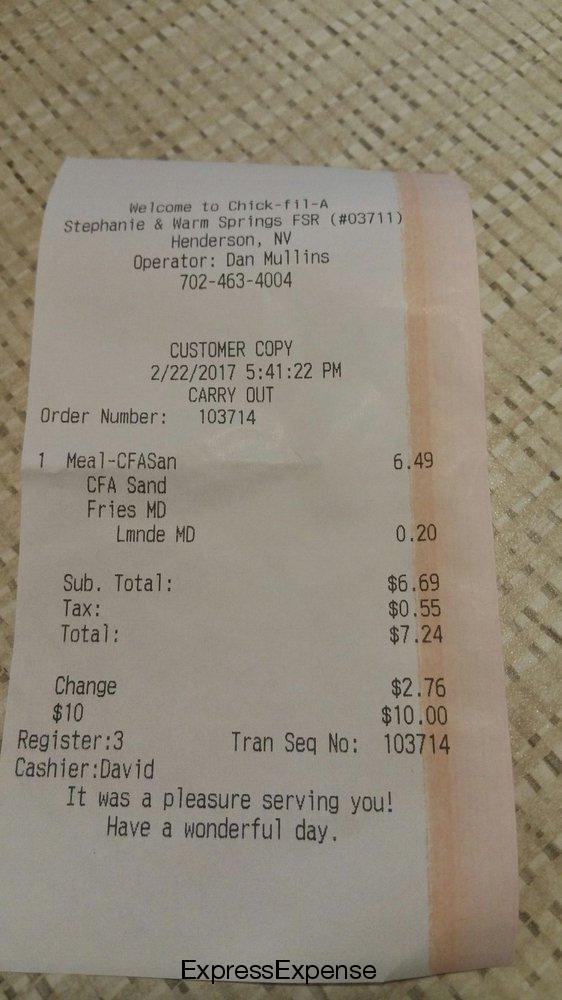 Welcome to Chick-fil-A
Stephanie & Warm Springs FSR (#03711)
Henderson, NV
Operator: Dan Mullins
702-463-4004
CUSTOMER COPY
2/22/2017 5:41:22 PM
CARRY OUT
Order Number: 103714
1 Meal-CFASan 6.49
CFA Sand
Fries MD
Lmnde MD 0.20
Sub. Total: $6.69
Tax: $0.55
Total: $7.24
Change $2.76
$10 $10.00
Register:3 Tran Seq No: 103714
Cashier:David
It was a pleasure serving you!
Have a wonderful day.
ExpressExpense